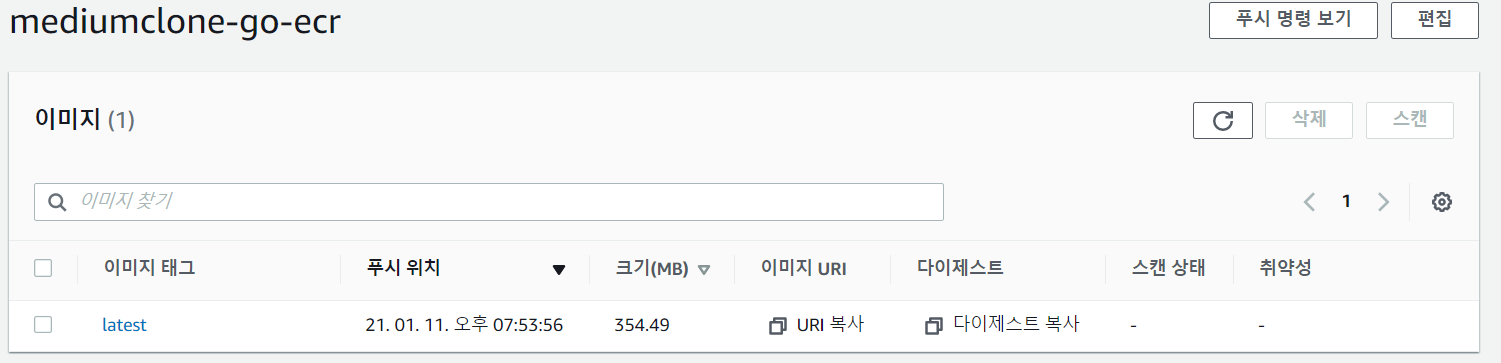 mediumclone-go-ecr 푸시 명령 보기 편집
이미지 (1) 삭제 스캔
이미지 찾기 1
이미지 태그 푸시 위치 크기(MB) 이미지 URI 다이제스트 스캔 상태 취약성
latest 21. 01. 11. 오후 07:53:56 354.49 URI 복사 다이제스트 복사 - -